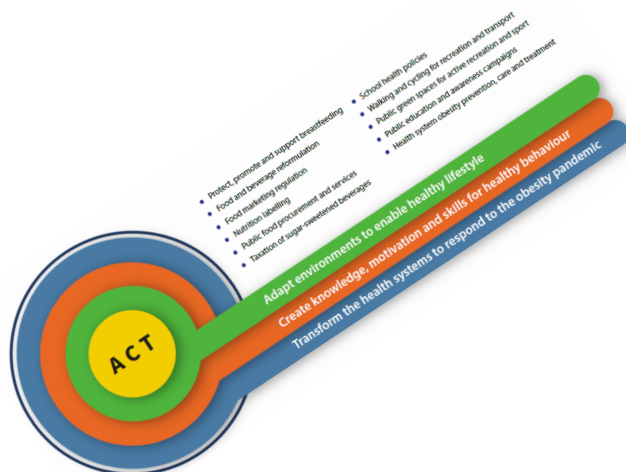 Protect, promote and support breastfeeding
Food and beverage reformulation
Food marketing regulation
Nutrition labelling
Public food procurement and services
Taxation of sugar-sweetened beverages
School health policies
Walking and cycling for recreation and transport
Public green spaces for active recreation and sport
Public education and awareness campaigns
Health system obesity prevention, care and treatment
Adapt environments to enable healthy lifestyle
Create knowledge, motivation and skills for healthy behaviour
Transform the health systems to respond to the obesity pandemic
ACT